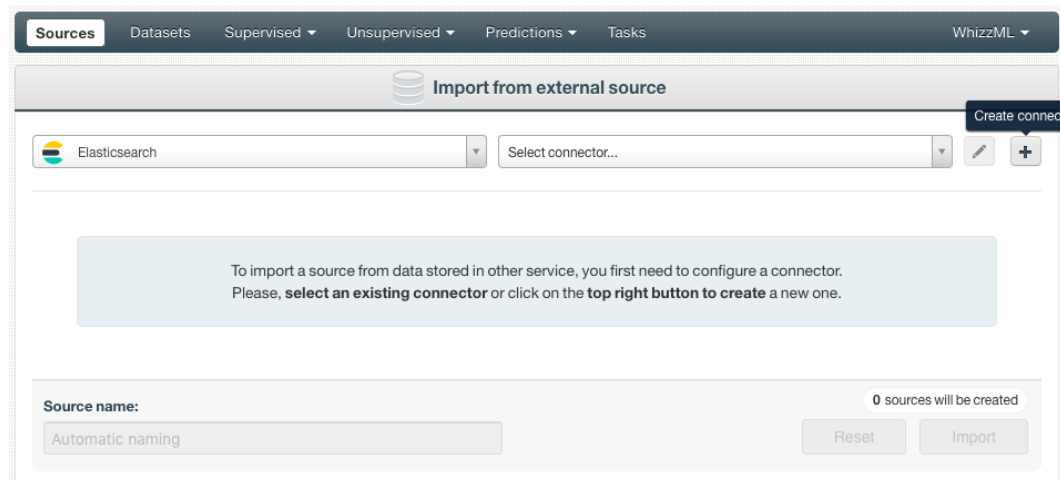 Sources Datasets Supervised Unsupervised Predictions Tasks WhizzML
Import from external source
Create connec
Elasticsearch Select connector...
To import a source from data stored in other service, you first need to configure a connector.
Please, select an existing connector or click on the top right button to create a new one.
0 sources will be created
Source name:
Automatic naming Reset Import